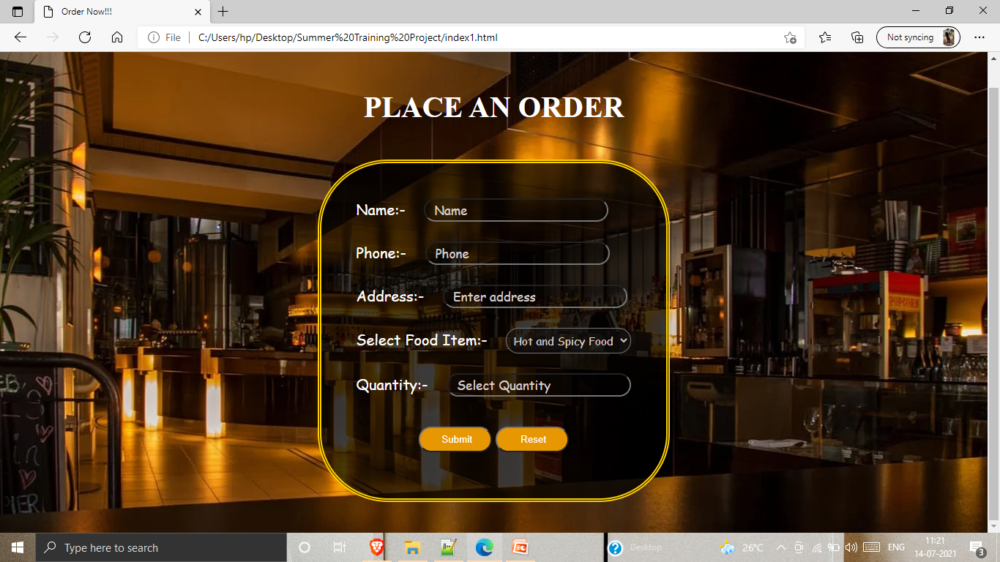 Order Now!!!
File
C:/Users/hp/Desktop/Summer%20Training%20Project/index1.html
Not syncing
PLACE AN ORDER
Name:- Name
Phone:- Phone
POPCORN
Address:- Enter address
Select Food Item:- Hot and Spicy Food
Quantity:- Select Quantity
Submit Reset
Type here to search
Desktop
26°C
ENG
11:21
14-07-2021
3